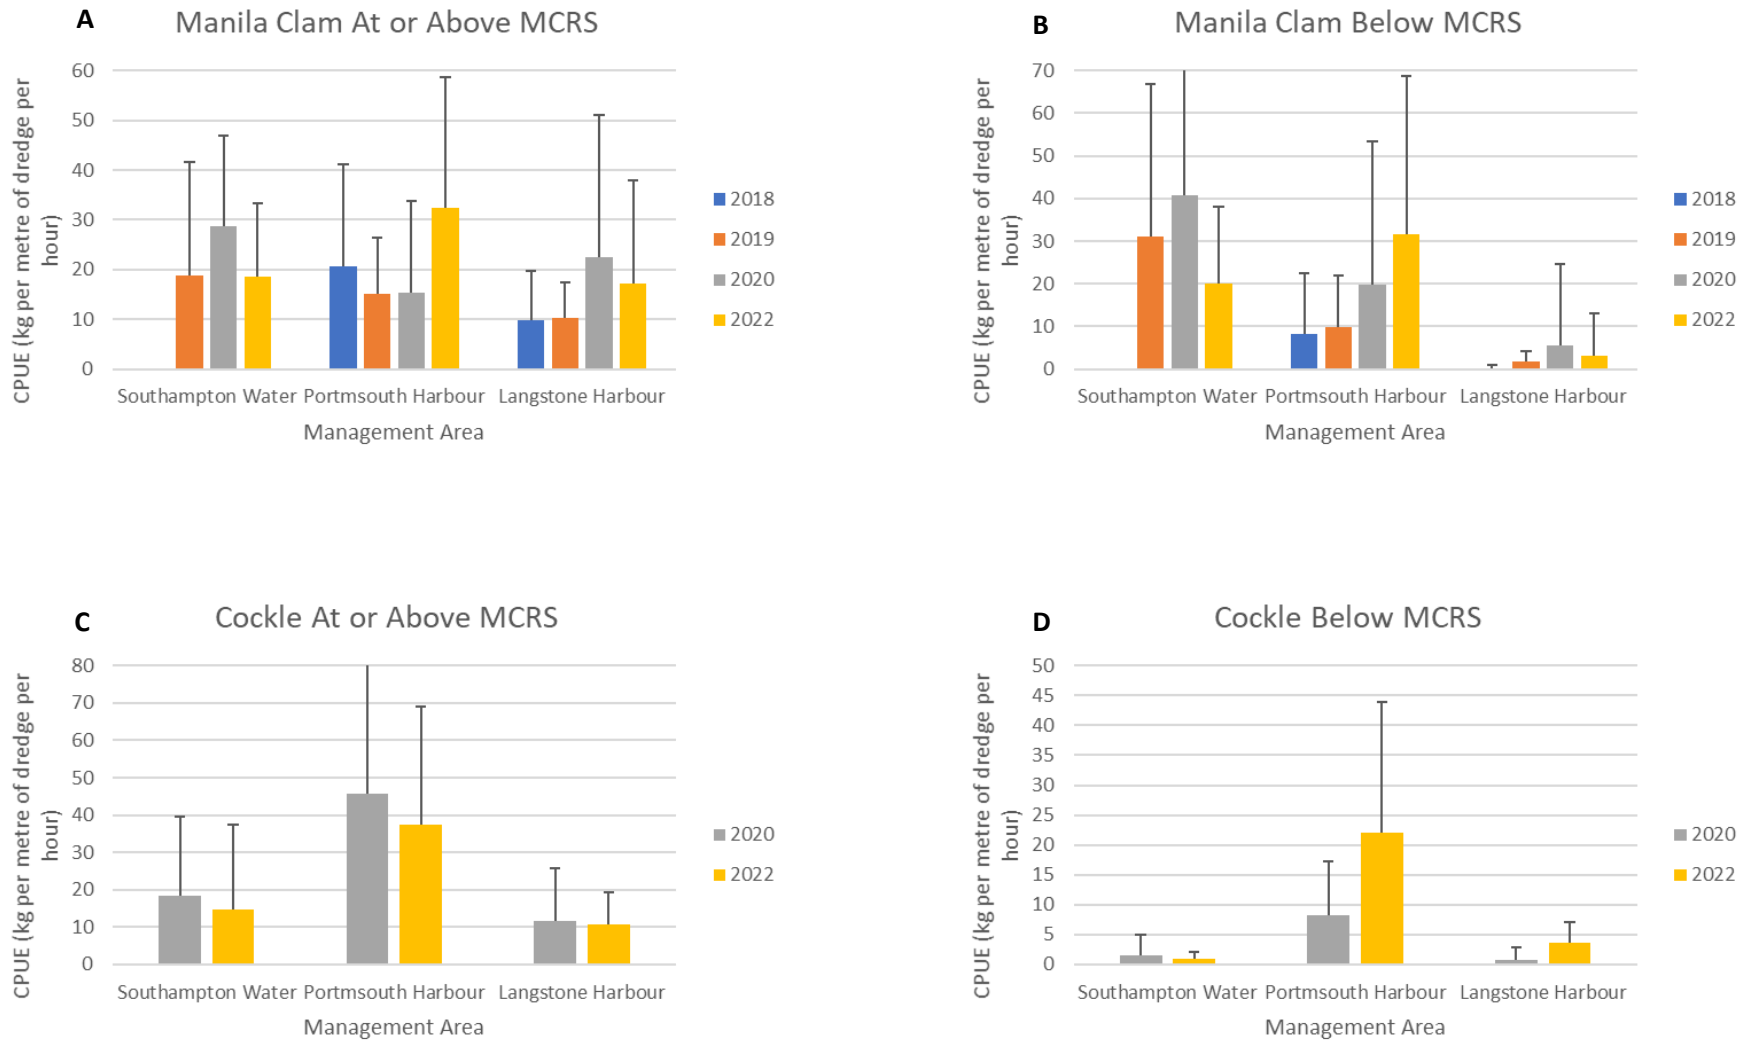 A
Manila Clam At or Above MCRS
CPUE (kg per metre of dredge per
hour)
60
50
40
30
20
10
0
Southampton Water
Portmsouth Harbour
Langstone Harbour
Management Area
2018
2019
2020
2022
B
Manila Clam Below MCRS
CPUE (kg per metre of dredge per
hour)
70
60
50
40
30
20
10
0
Southampton Water
Portmsouth Harbour
Langstone Harbour
Management Area
2018
2019
2020
2022
C
Cockle At or Above MCRS
CPUE (kg per metre of dredge per
hour)
80
70
60
50
40
30
20
10
0
Southampton Water
Portmsouth Harbour
Langstone Harbour
Management Area
2020
2022
D
Cockle Below MCRS
CPUE (kg per metre of dredge per
hour)
50
45
40
35
30
25
20
15
10
5
0
Southampton Water
Portmsouth Harbour
Langstone Harbour
Management Area
2020
2022